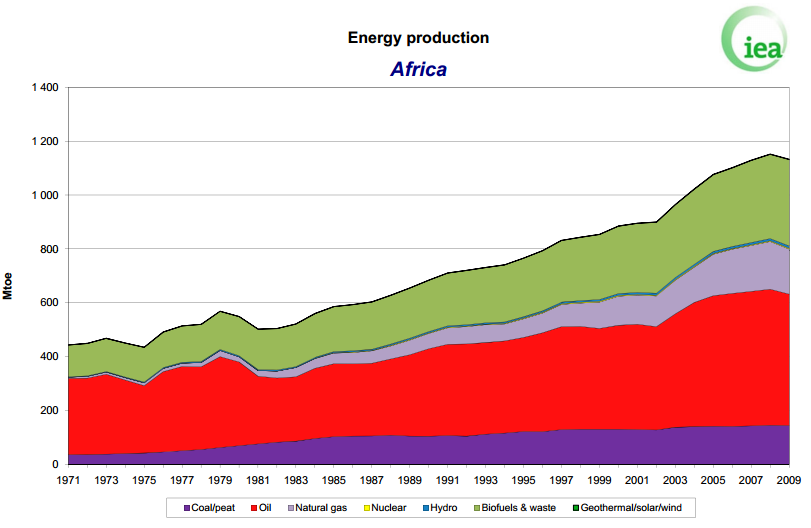 Energy production
iea
Africa
1 400
1 200
1 000
800
600
400
200
0
Mtoe
1971 1973 1975 1977 1979 1981 1983 1985 1987 1989 1991 1993 1995 1997 1999 2001 2003 2005 2007 2009
Coal/peat Oil Natural gas Nuclear Hydro Biofuels & waste Geothermal/solar/wind